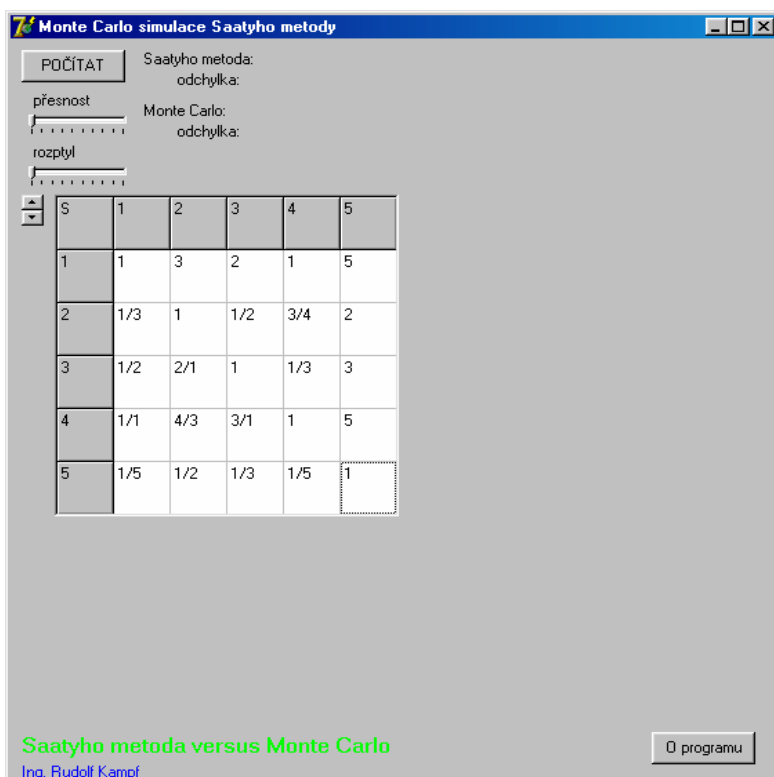 Monte Carlo simulace Saatyho metody
POČÍTAT
Saatyho metoda:
odchylka:
přesnost
Monte Carlo:
odchylka:
rozptyl
S 1 2 3 4 5
1 1 3 2 1 5
2 1/3 1 1/2 3/4 2
3 1/2 2/1 1 1/3 3
4 1/1 4/3 3/1 1 5
5 1/5 1/2 1/3 1/5 1
Saatyho metoda versus Monte Carlo
O programu
Ing. Rudolf Kampf